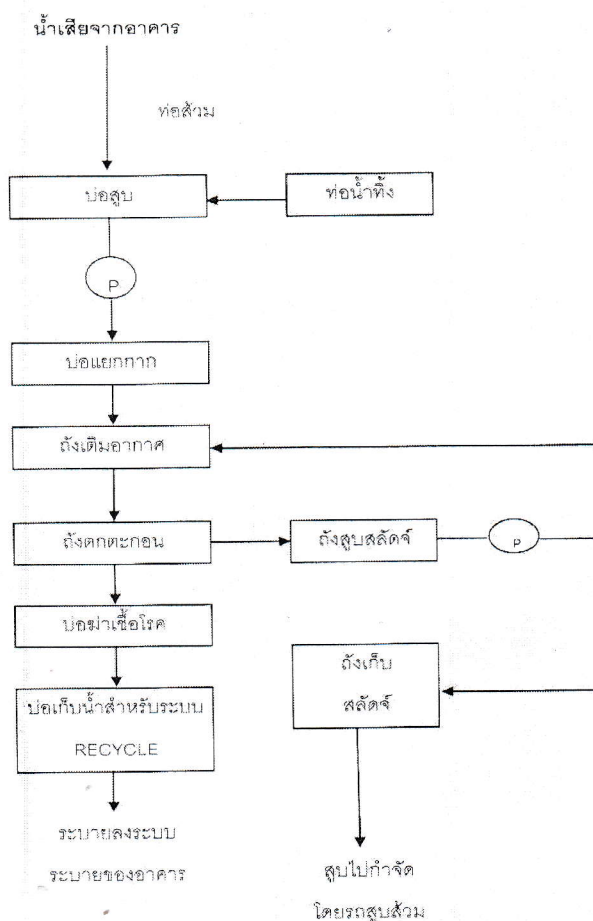 น้ำเสียจากอาคาร
ท่อส้วม
บ่อสูบ
ท่อน้ำทิ้ง
P
บ่อแยกกาก
ถังเติมอากาศ
ถังตกตะกอน
ถังสูบสลัดจ์
P
บ่อฆ่าเชื้อโรค
ถังเก็บ
สลัดจ์
บ่อเก็บน้ำสำหรับระบบ
RECYCLE
ระบายลงระบบ
ระบายของอาคาร
สูบไปกำจัด
โดยรถสูบส้วม